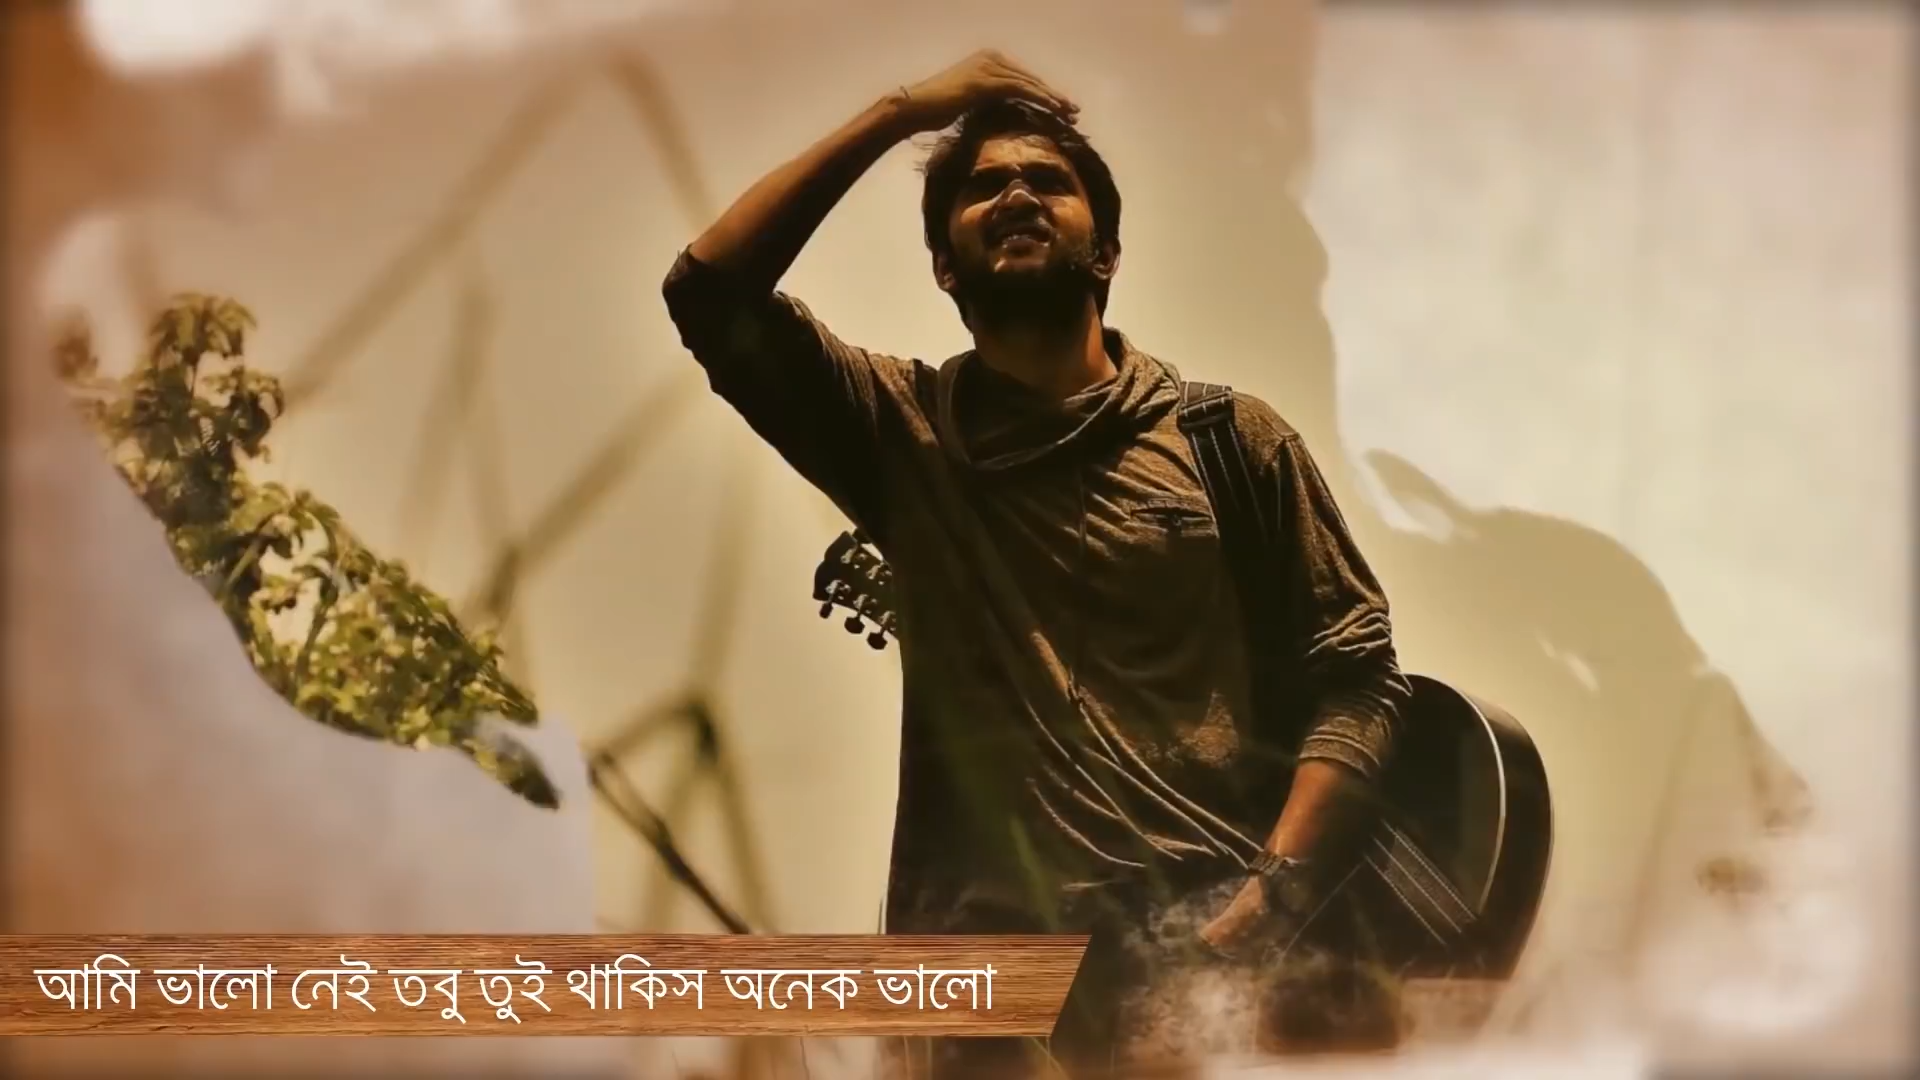 আমি ভালো নেই তবু তুই থাকিস অনেক ভালো